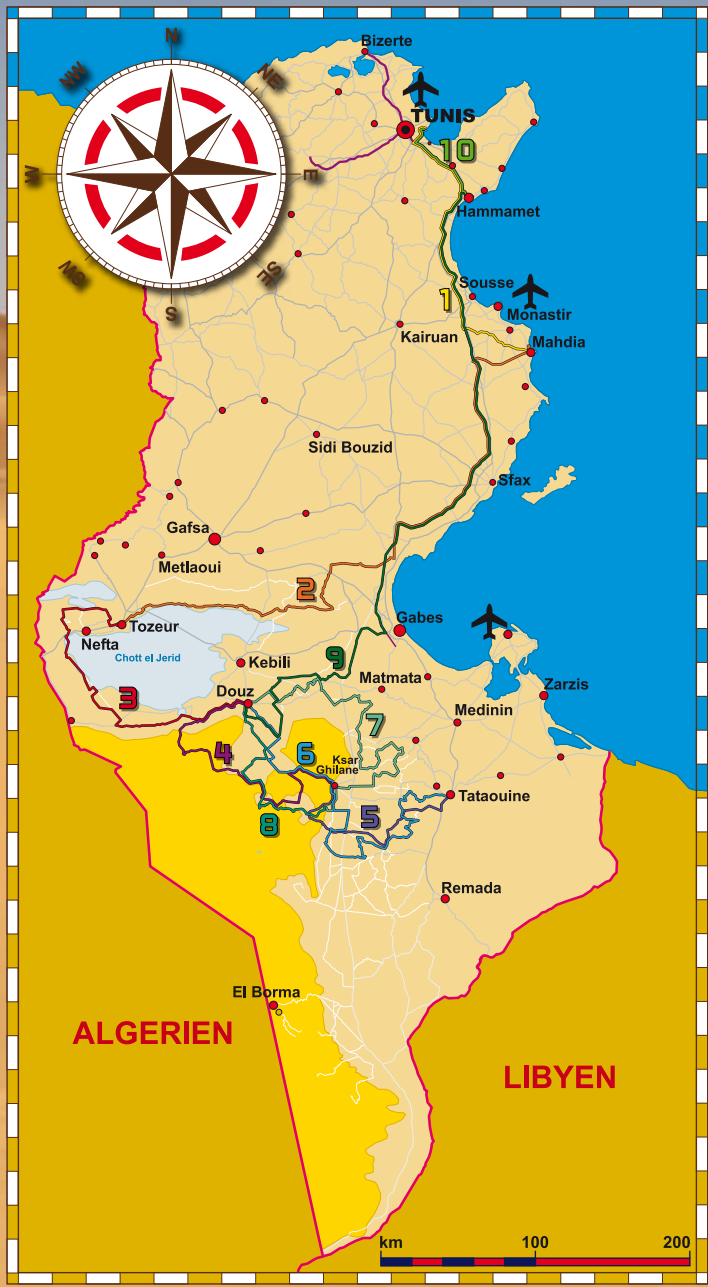 Bizerte
N
NW
NE
TUNIS
10
W
E
Hammamet
SW
SE
S
Sousse
1
Monastir
Kairuan
Mahdia
Sidi Bouzid
Sfax
Gafsa
Metlaoui
2
Tozeur
Gabes
Nefta
Chott el Jerid
9
Kebili
Matmata
Zarzis
3
Douz
Medinin
7
4
6
Ksar
Ghilane
Tataouine
8
5
Remada
El Borma
ALGERIEN
LIBYEN
km
100
200